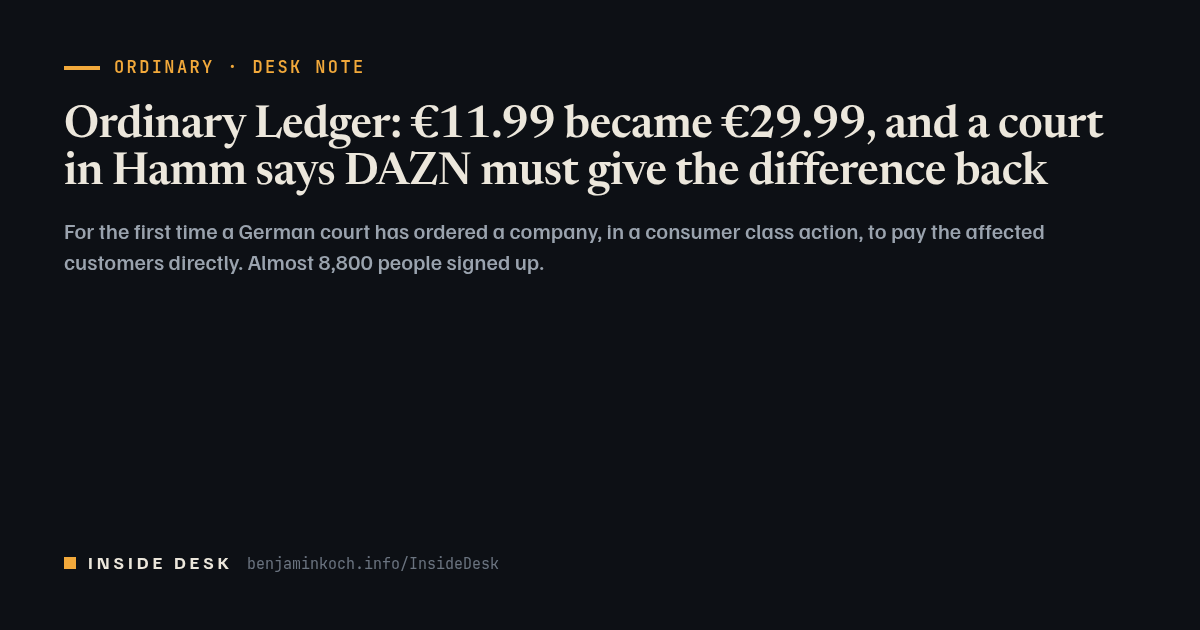 ORDINARY · DESK NOTE
Ordinary Ledger: €11.99 became €29.99, and a court
in Hamm says DAZN must give the difference back
For the first time a German court has ordered a company, in a consumer class action, to pay the affected
customers directly. Almost 8,800 people signed up.
INSIDE DESK benjaminkoch.info/InsideDesk